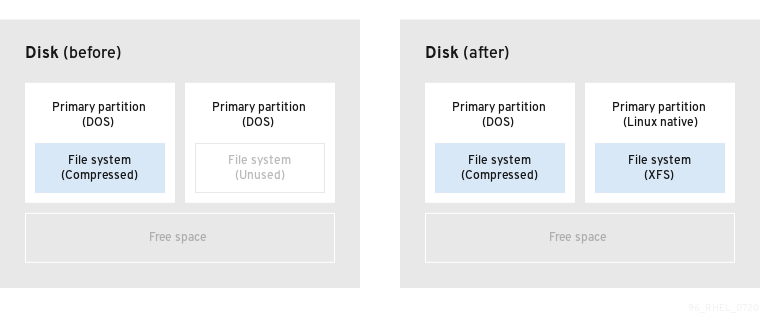 Disk (before)
Primary partition
(DOS)
File system
(Compressed)
Primary partition
(DOS)
File system
(Unused)
Free space
Disk (after)
Primary partition
(DOS)
File system
(Compressed)
Primary partition
(Linux native)
File system
(XFS)
Free space
96_RHEL_0720